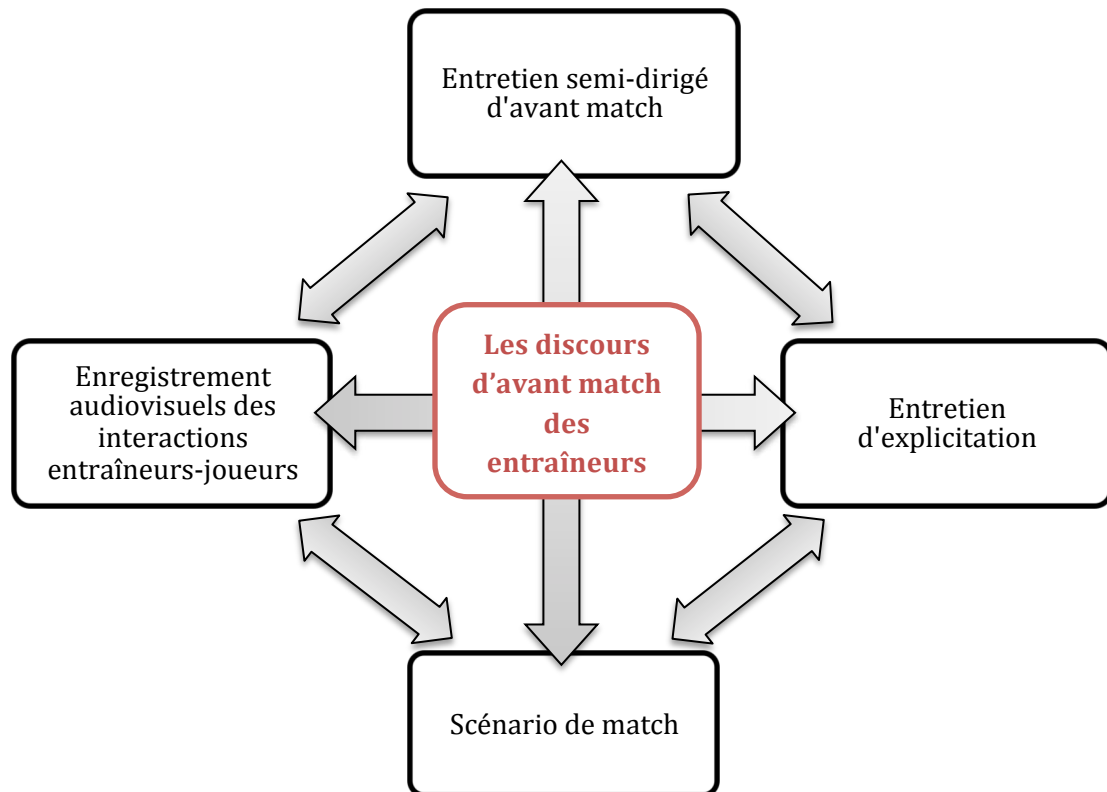 Entretien semi-dirigé
d'avant match
Les discours
d’avant match
des
entraîneurs
Enregistrement
audiovisuels des
interactions
entraîneurs-joueurs
Entretien
d'explicitation
Scénario de match